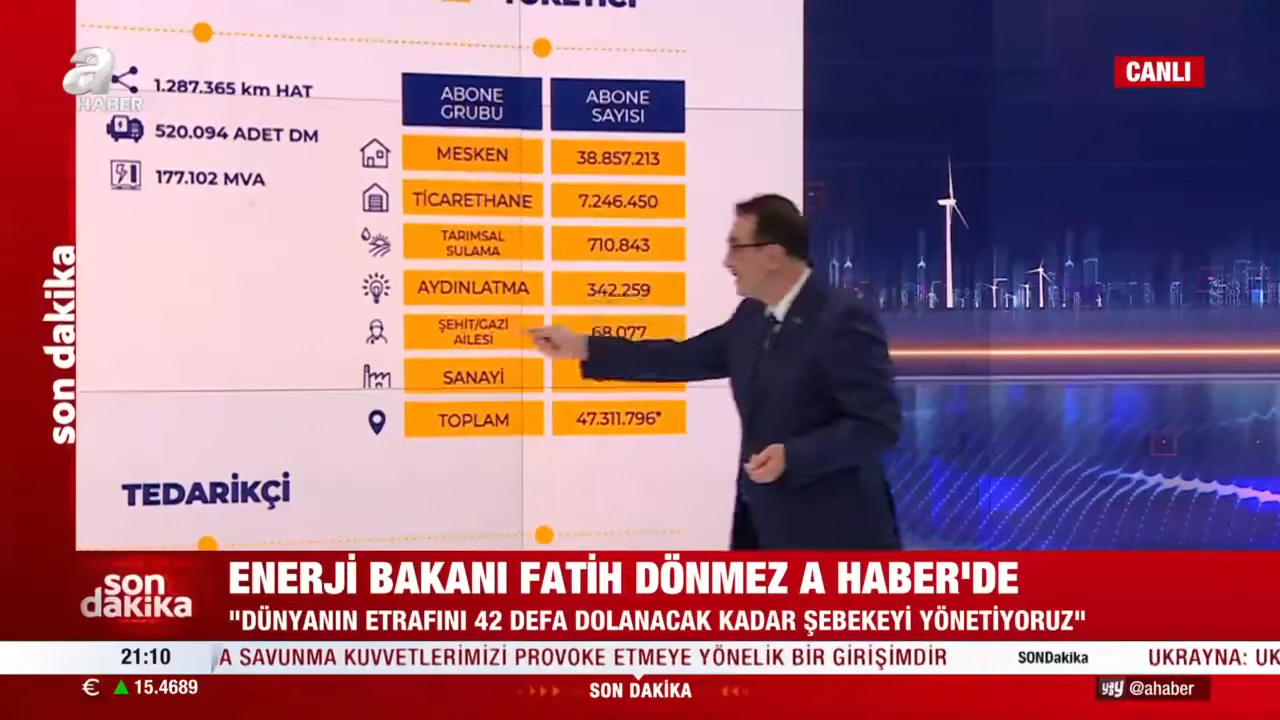 TÜKETİCİ
a
HABER
CANLI
1.287.365 km HAT
520.094 ADET DM
177.102 MVA
ABONE GRUBU
ABONE SAYISI
MESKEN
38.857.213
TİCARETHANE
7.246.450
TARIMSAL SULAMA
710.843
AYDINLATMA
342.259
ŞEHİT/GAZİ AİLESİ
68.077
SANAYİ
TOPLAM
47.311.796*
TEDARİKÇİ
son dakika
son dakika
ENERJİ BAKANI FATİH DÖNMEZ A HABER'DE
"DÜNYANIN ETRAFINI 42 DEFA DOLANACAK KADAR ŞEBEKEYİ YÖNETİYORUZ"
21:10
A SAVUNMA KUVVETLERİMİZİ PROVOKE ETMEYE YÖNELİK BİR GİRİŞİMDİR
SONDakika
UKRAYNA: UK
€ ▲ 15.4689
SON DAKİKA
@ahaber